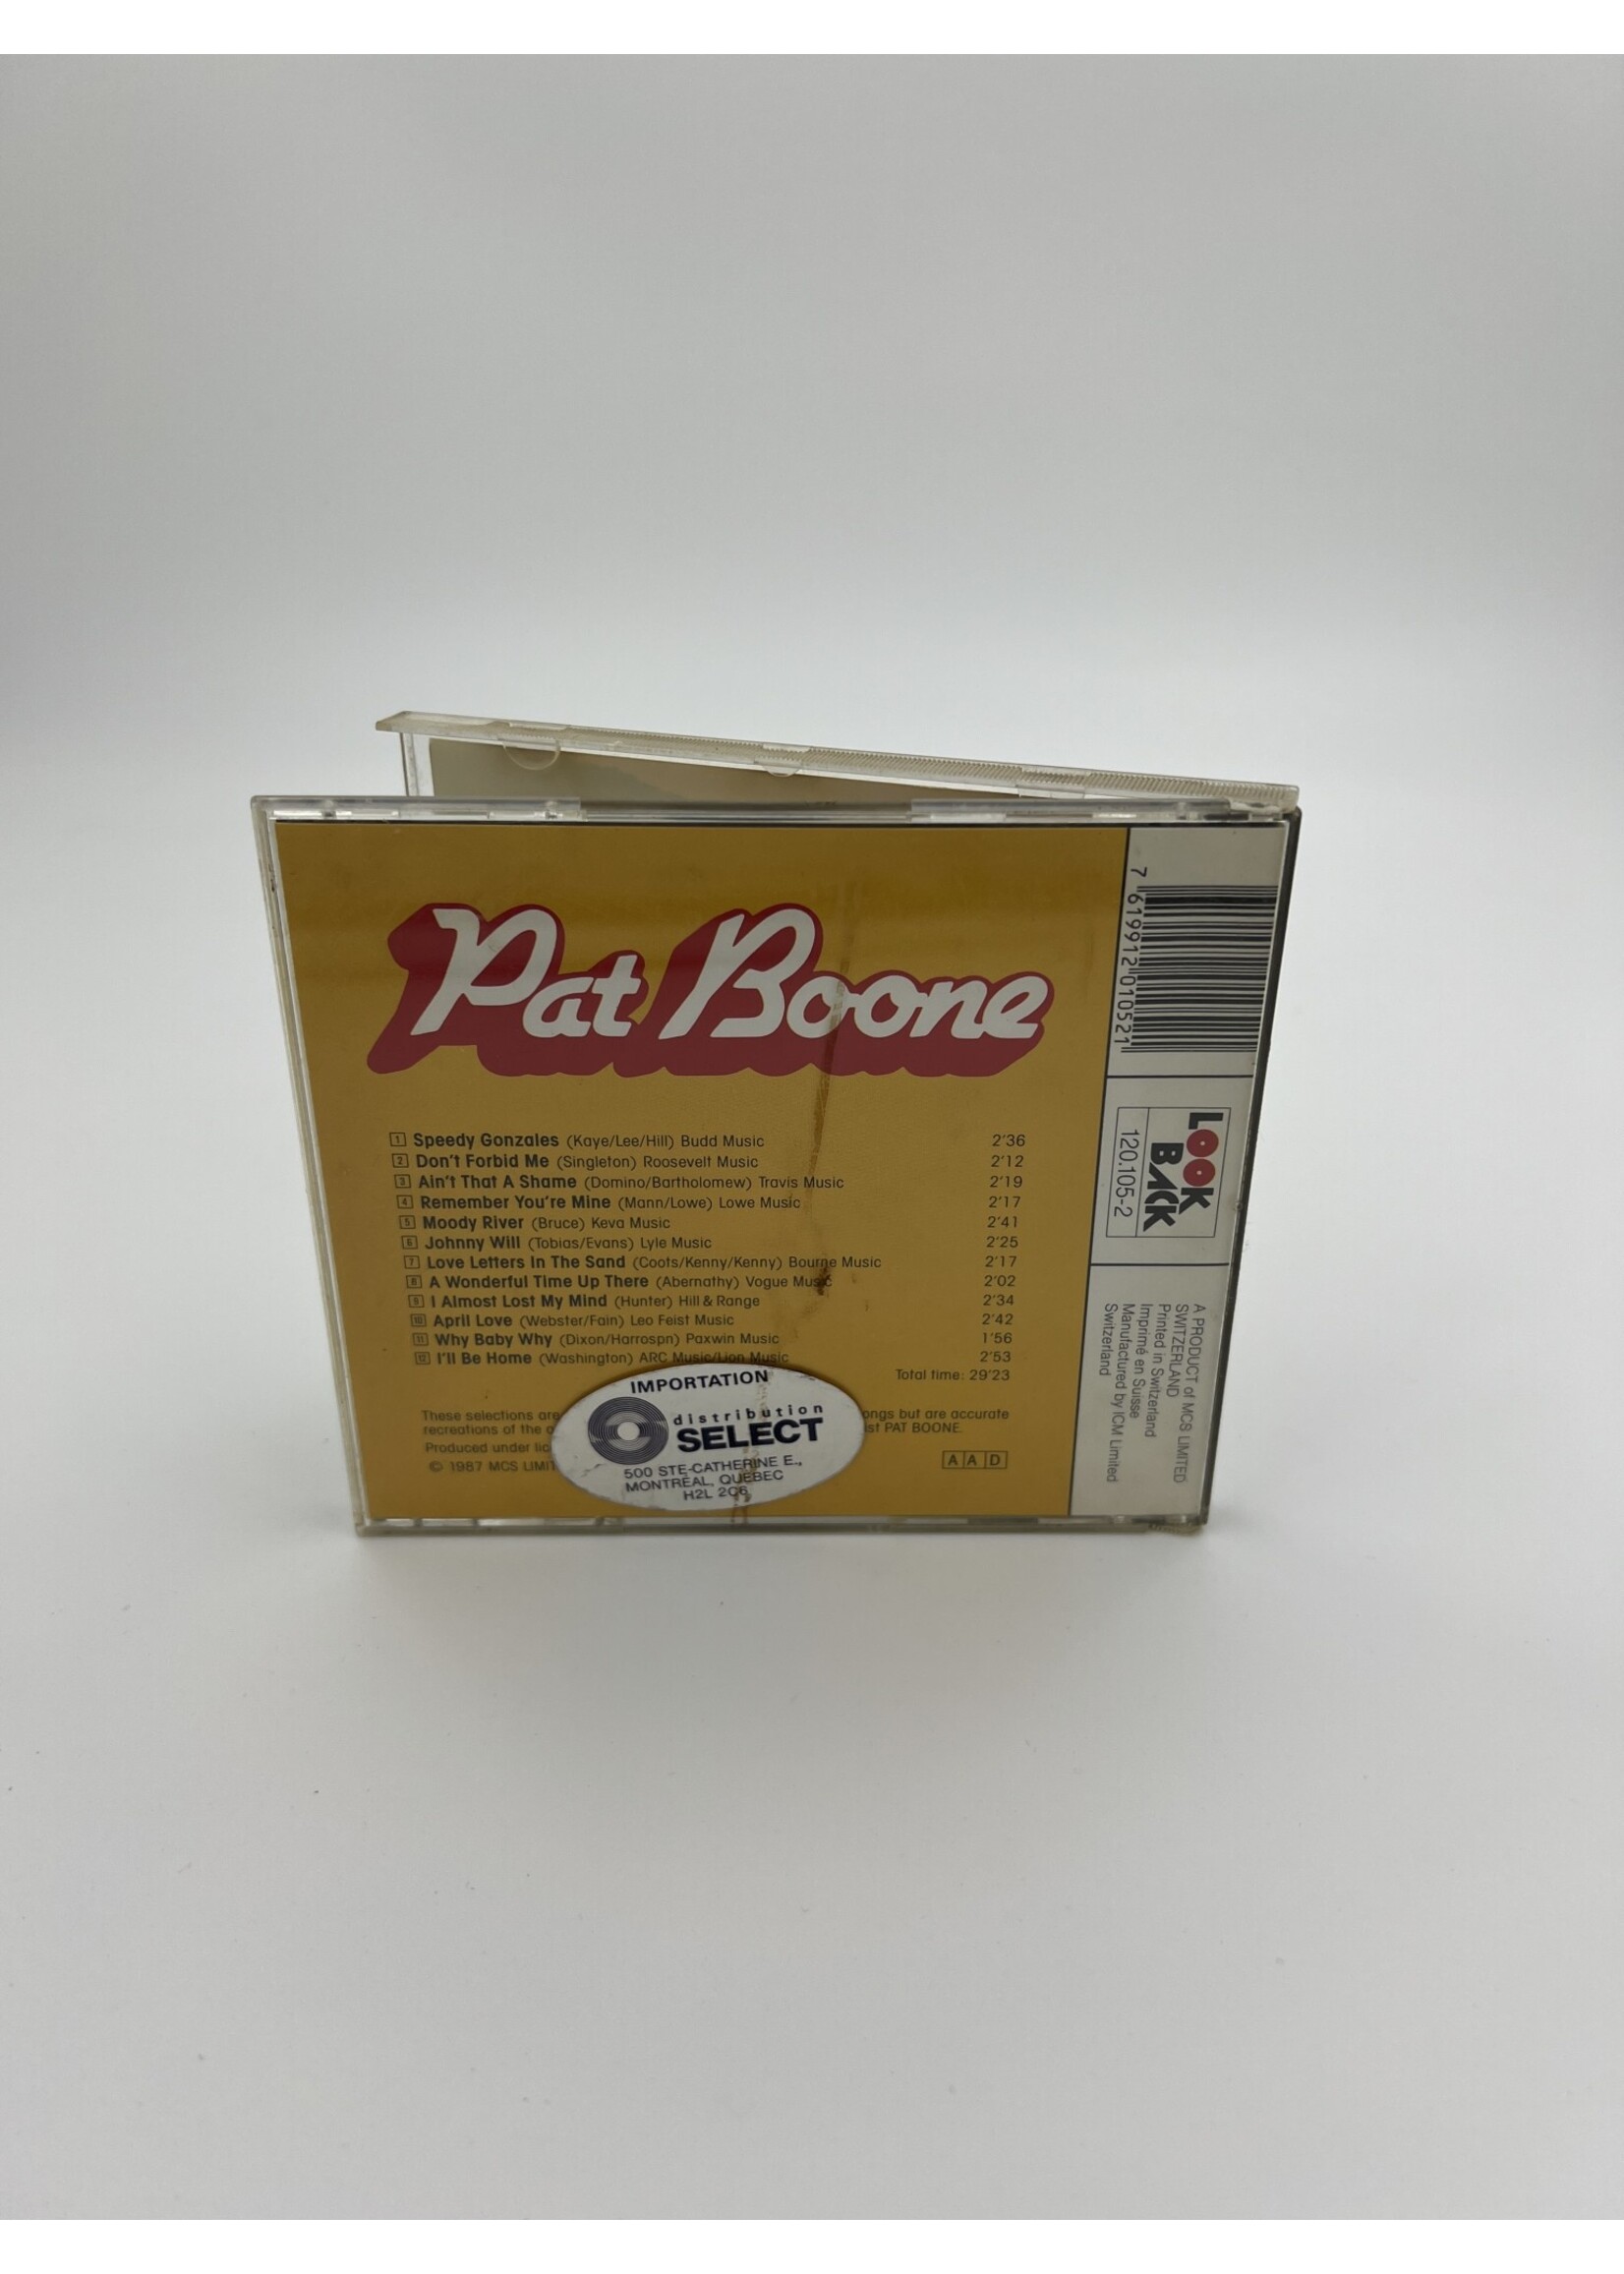 Pat Boone
1 Speedy Gonzales (Kaye/Lee/Hill) Budd Music 2'36
2 Don't Forbid Me (Singleton) Roosevelt Music 2'12
3 Ain't That A Shame (Domino/Bartholomew) Travis Music 2'19
4 Remember You're Mine (Mann/Lowe) Lowe Music 2'17
5 Moody River (Bruce) Keva Music 2'41
6 Johnny Will (Tobias/Evans) Lyle Music 2'25
7 Love Letters In The Sand (Coots/Kenny/Kenny) Bourne Music 2'17
8 A Wonderful Time Up There (Abernathy) Vogue Music 2'02
9 I Almost Lost My Mind (Hunter) Hill & Range 2'34
10 April Love (Webster/Fain) Leo Feist Music 2'42
11 Why Baby Why (Dixon/Harrospn) Paxwin Music 1'56
12 I'll Be Home (Washington) ARC Music/Lion Music 2'53
Total time: 29'23
These selections are ongs but are accurate
recreations of the o ist PAT BOONE.
Produced under lic
© 1987 MCS LIMIT
AAD
IMPORTATION
distribution
SELECT
500 STE-CATHERINE E.,
MONTRÉAL, QUÉBEC
H2L 2C6
7 619912 010521
LOOK
BACK
120.105-2
A PRODUCT of MCS LIMITED
SWITZERLAND
Printed in Switzerland
Imprimé en Suisse
Manufactured by ICM Limited
Switzerland